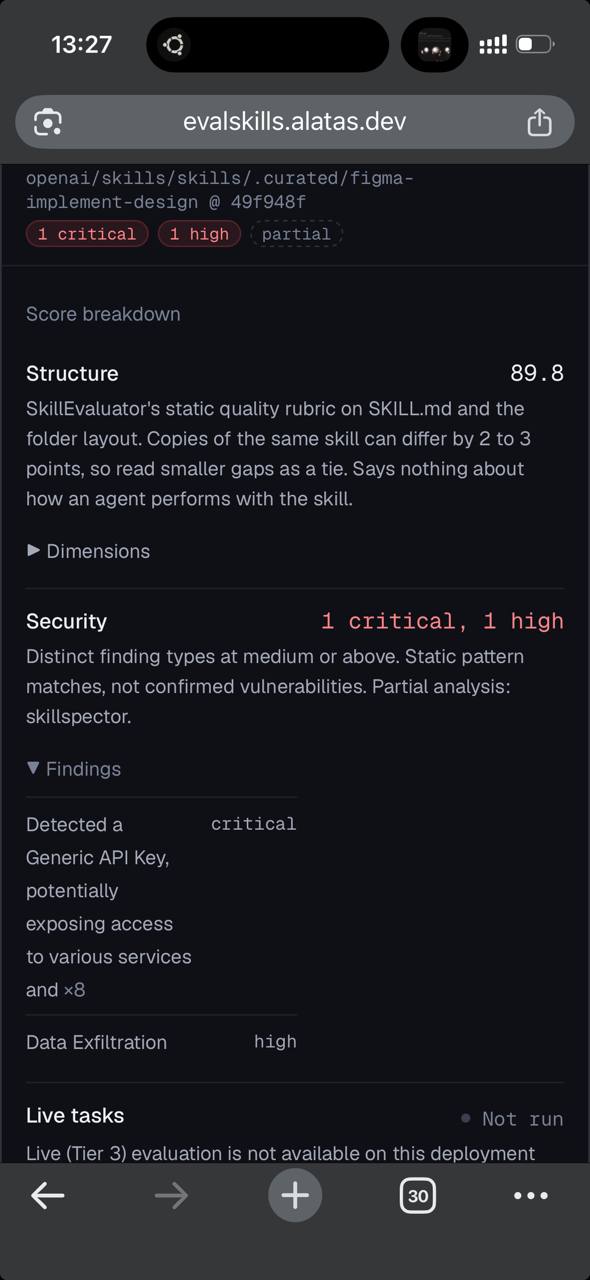 13:27
evalskills.alatas.dev
openai/skills/skills/.curated/figma-
implement-design @ 49f948f
1 critical 1 high partial
Score breakdown
Structure 89.8
SkillEvaluator's static quality rubric on SKILL.md and the
folder layout. Copies of the same skill can differ by 2 to 3
points, so read smaller gaps as a tie. Says nothing about
how an agent performs with the skill.
▶ Dimensions
Security 1 critical, 1 high
Distinct finding types at medium or above. Static pattern
matches, not confirmed vulnerabilities. Partial analysis:
skillspector.
▼ Findings
Detected a critical
Generic API Key,
potentially
exposing access
to various services
and ×8
Data Exfiltration high
Live tasks Not run
Live (Tier 3) evaluation is not available on this deployment
30